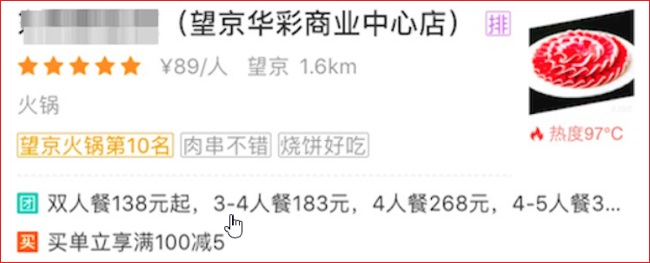 （望京华彩商业中心店） 排
¥89/人 望京 1.6km
火锅
热度97°C
望京火锅第10名 肉串不错 烧饼好吃
团 双人餐138元起，3-4人餐183元，4人餐268元，4-5人餐3...
买 买单立享满100减5